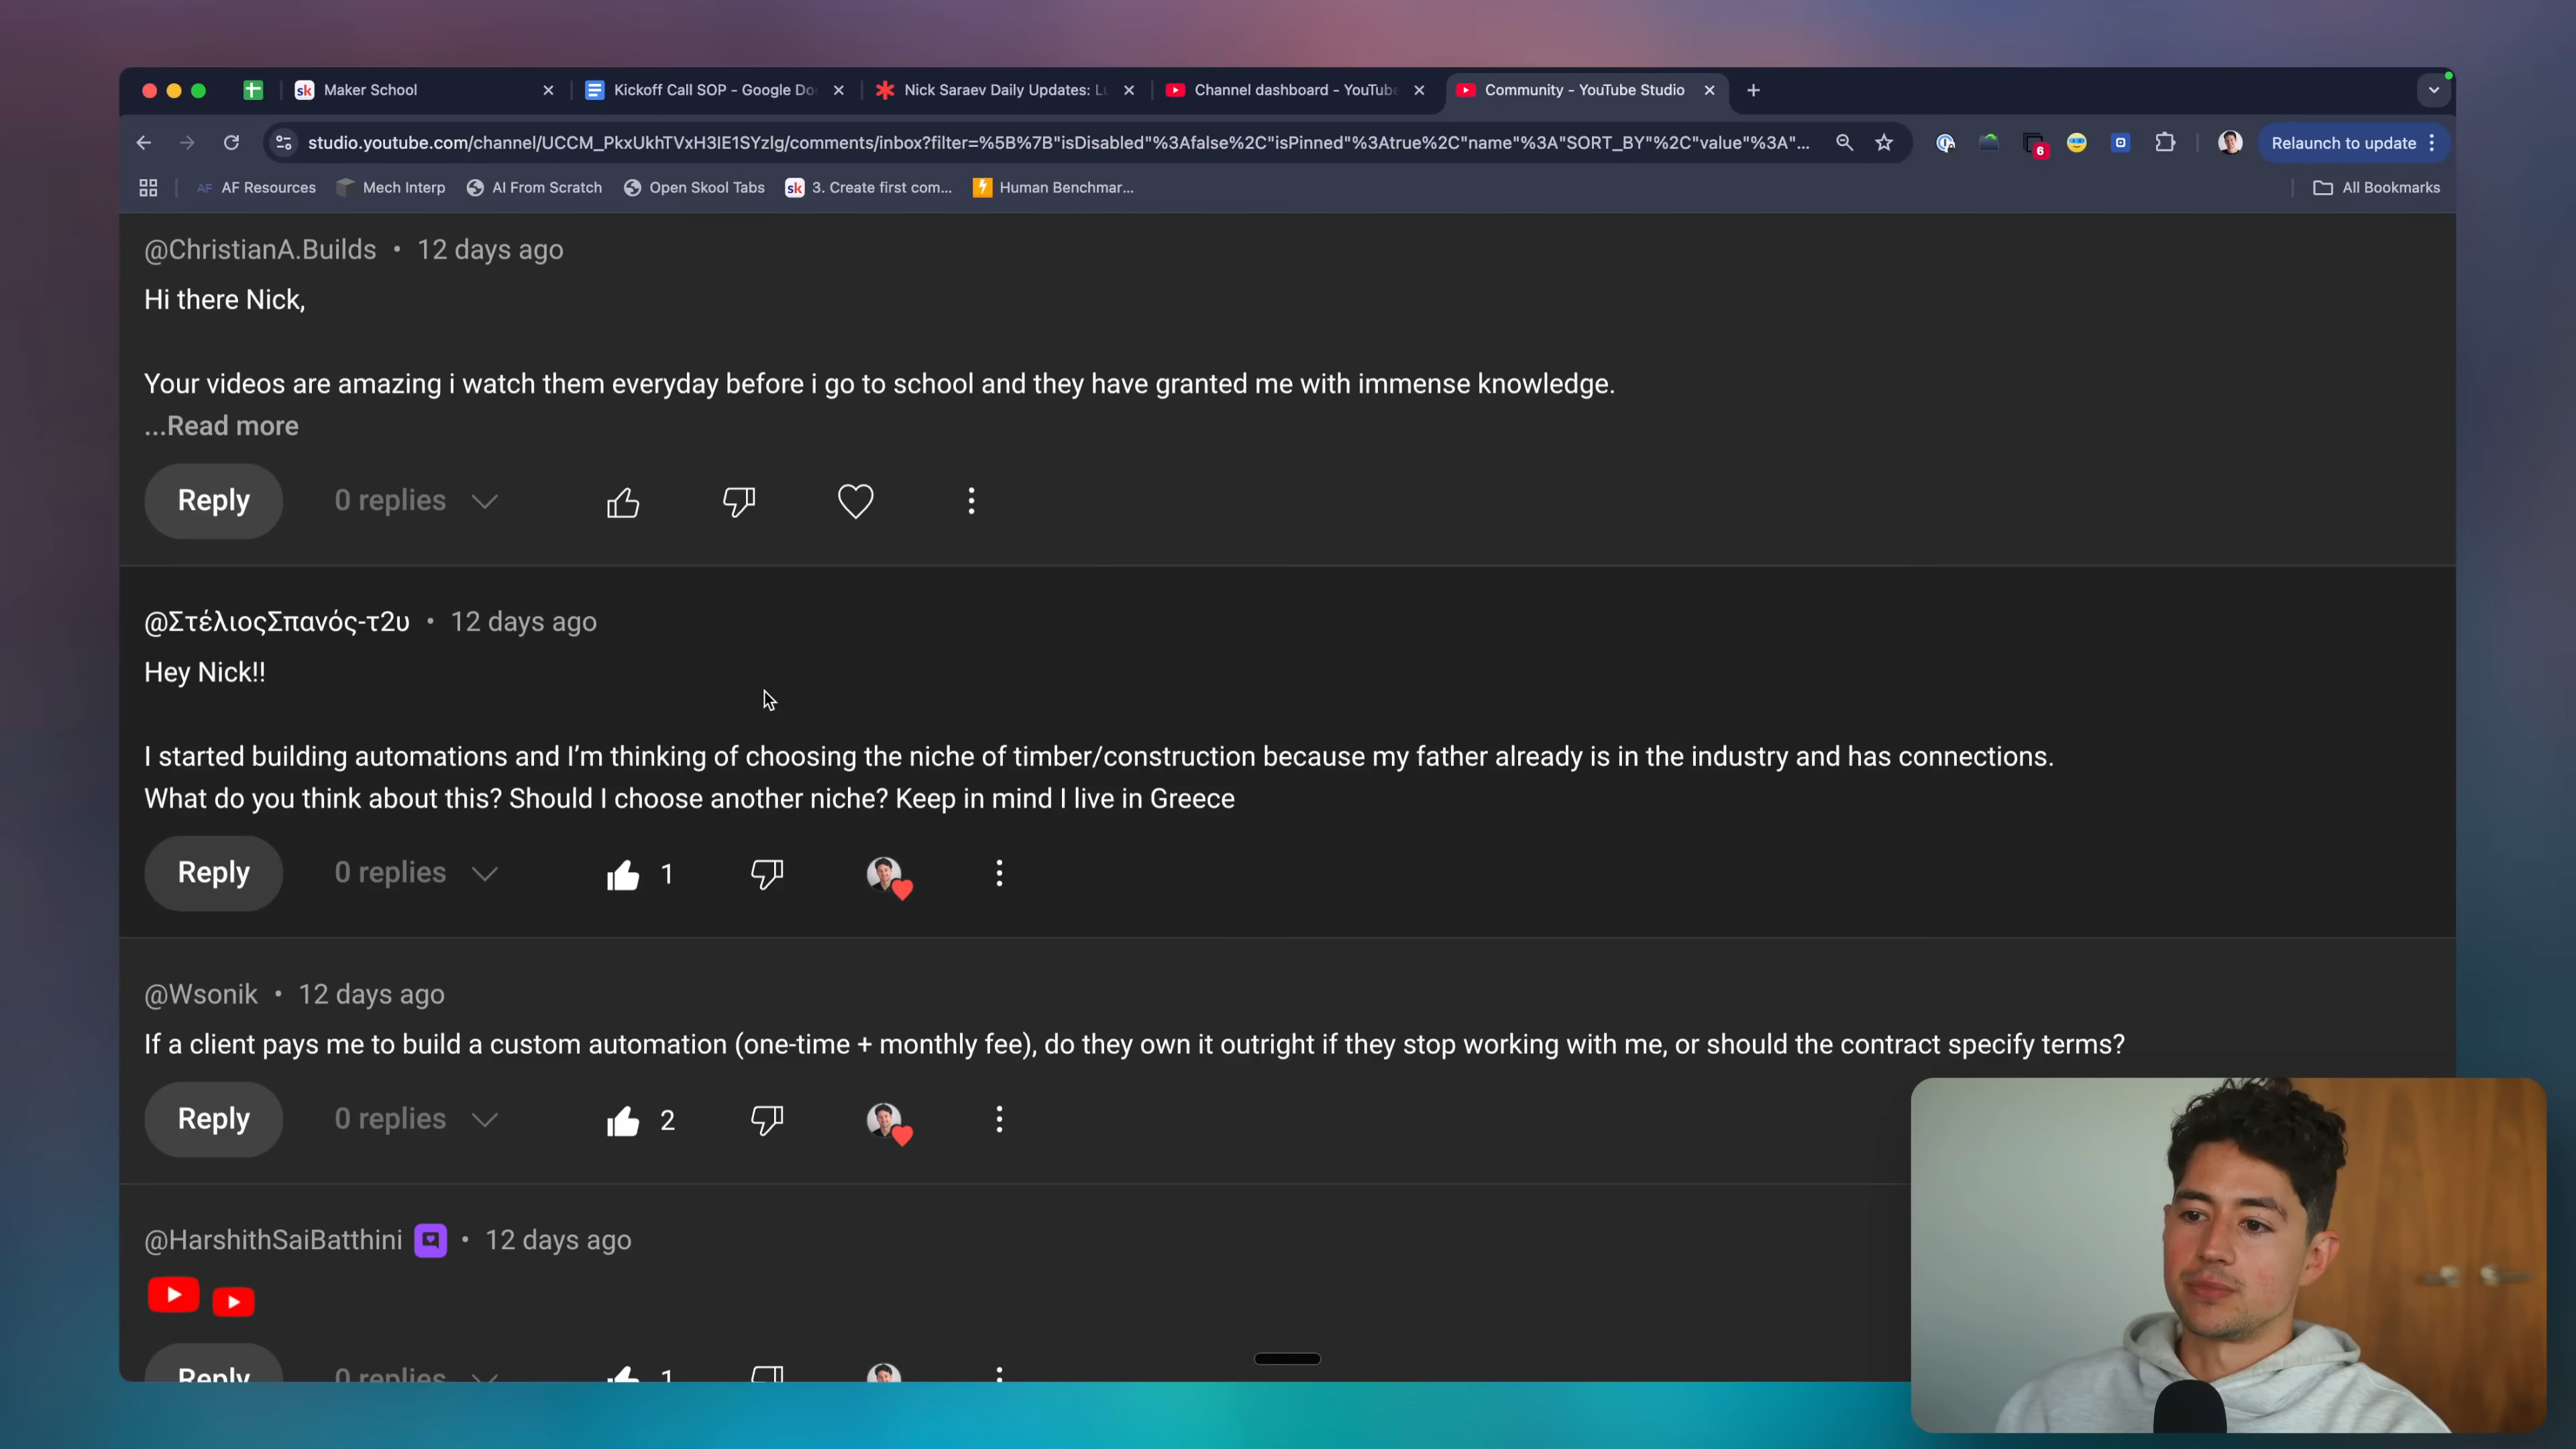 Maker School
Kickoff Call SOP - Google Do
Nick Saraev Daily Updates: L
Channel dashboard - YouTube
Community - YouTube Studio
studio.youtube.com/channel/UCCM_PkxUkhTVxH3IE1SYzIg/comments/inbox?filter=%5B%7B"isDisabled"%3Afalse%2C"isPinned"%3Atrue%2C"name"%3A"SORT_BY"%2C"value"%3A"...
6
Relaunch to update
AF Resources
Mech Interp
AI From Scratch
Open Skool Tabs
sk 3. Create first com...
Human Benchmar...
All Bookmarks
@ChristianA.Builds • 12 days ago
Hi there Nick,
Your videos are amazing i watch them everyday before i go to school and they have granted me with immense knowledge.
...Read more
Reply 0 replies
@ΣτέλιοςΣπανός-τ2υ • 12 days ago
Hey Nick!!
I started building automations and I’m thinking of choosing the niche of timber/construction because my father already is in the industry and has connections.
What do you think about this? Should I choose another niche? Keep in mind I live in Greece
Reply 0 replies 1
@Wsonik • 12 days ago
If a client pays me to build a custom automation (one-time + monthly fee), do they own it outright if they stop working with me, or should the contract specify terms?
Reply 0 replies 2
@HarshithSaiBatthini • 12 days ago
Reply 0 replies 1